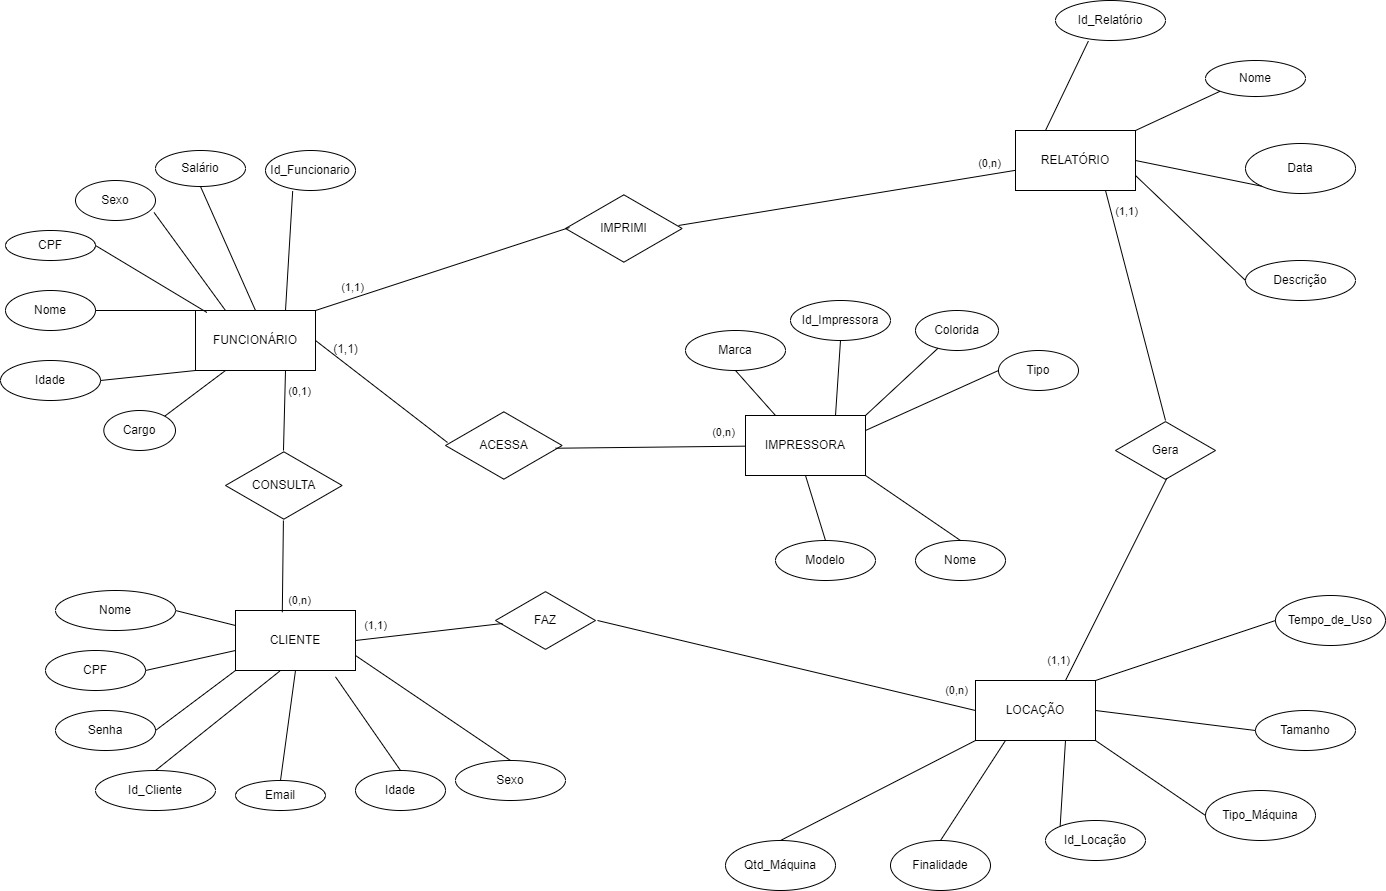 Id_Relatório
Nome
Data
Descrição
RELATÓRIO
(0,n)
(1,1)
Salário
Id_Funcionario
Sexo
CPF
Nome
Idade
Cargo
FUNCIONÁRIO
(1,1)
(1,1)
(0,1)
IMPRIMI
ACESSA
CONSULTA
Marca
Id_Impressora
Colorida
Tipo
(0,n)
IMPRESSORA
Modelo
Nome
Gera
(0,n)
Nome
CPF
Senha
Id_Cliente
Email
Idade
Sexo
CLIENTE
(1,1)
FAZ
(0,n)
(1,1)
LOCAÇÃO
Tempo_de_Uso
Tamanho
Tipo_Máquina
Id_Locação
Finalidade
Qtd_Máquina